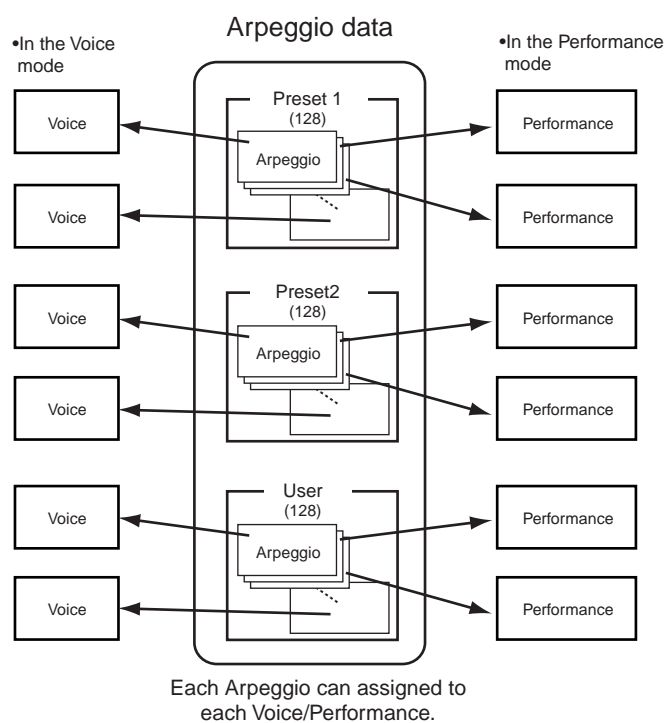 Arpeggio data
•In the Voice
mode
•In the Performance
mode
Preset 1
(128)
Voice
Arpeggio
Performance
Voice
Performance
Preset2
(128)
Voice
Arpeggio
Performance
Voice
Performance
User
(128)
Voice
Arpeggio
Performance
Voice
Performance
Each Arpeggio can assigned to
each Voice/Performance.